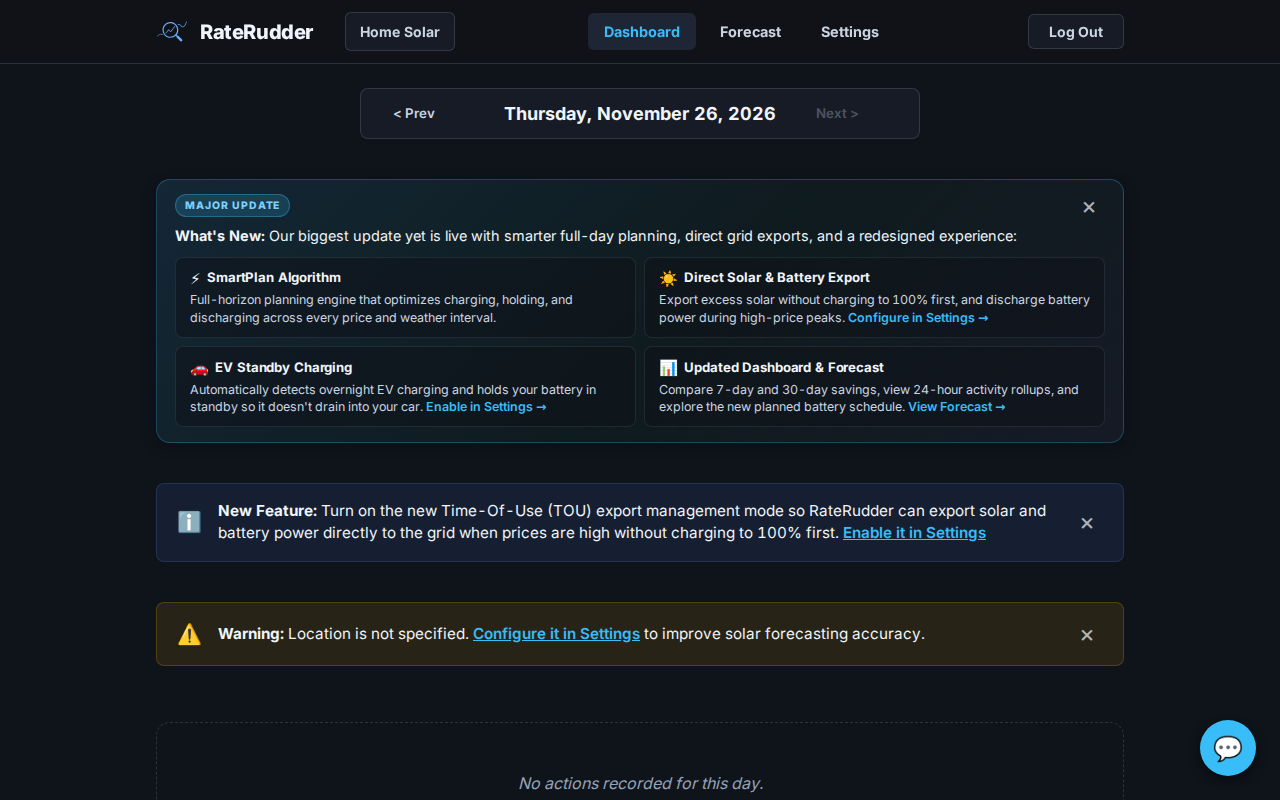 RateRudder
Home Solar
Dashboard
Forecast
Settings
Log Out
< Prev
Thursday, November 26, 2026
Next >
MAJOR UPDATE
What's New: Our biggest update yet is live with smarter full-day planning, direct grid exports, and a redesigned experience:
SmartPlan Algorithm
Full-horizon planning engine that optimizes charging, holding, and
discharging across every price and weather interval.
Direct Solar & Battery Export
Export excess solar without charging to 100% first, and discharge battery
power during high-price peaks. Configure in Settings →
EV Standby Charging
Automatically detects overnight EV charging and holds your battery in
standby so it doesn't drain into your car. Enable in Settings →
Updated Dashboard & Forecast
Compare 7-day and 30-day savings, view 24-hour activity rollups, and
explore the new planned battery schedule. View Forecast →
New Feature: Turn on the new Time-Of-Use (TOU) export management mode so RateRudder can export solar and
battery power directly to the grid when prices are high without charging to 100% first. Enable it in Settings
Warning: Location is not specified. Configure it in Settings to improve solar forecasting accuracy.
No actions recorded for this day.